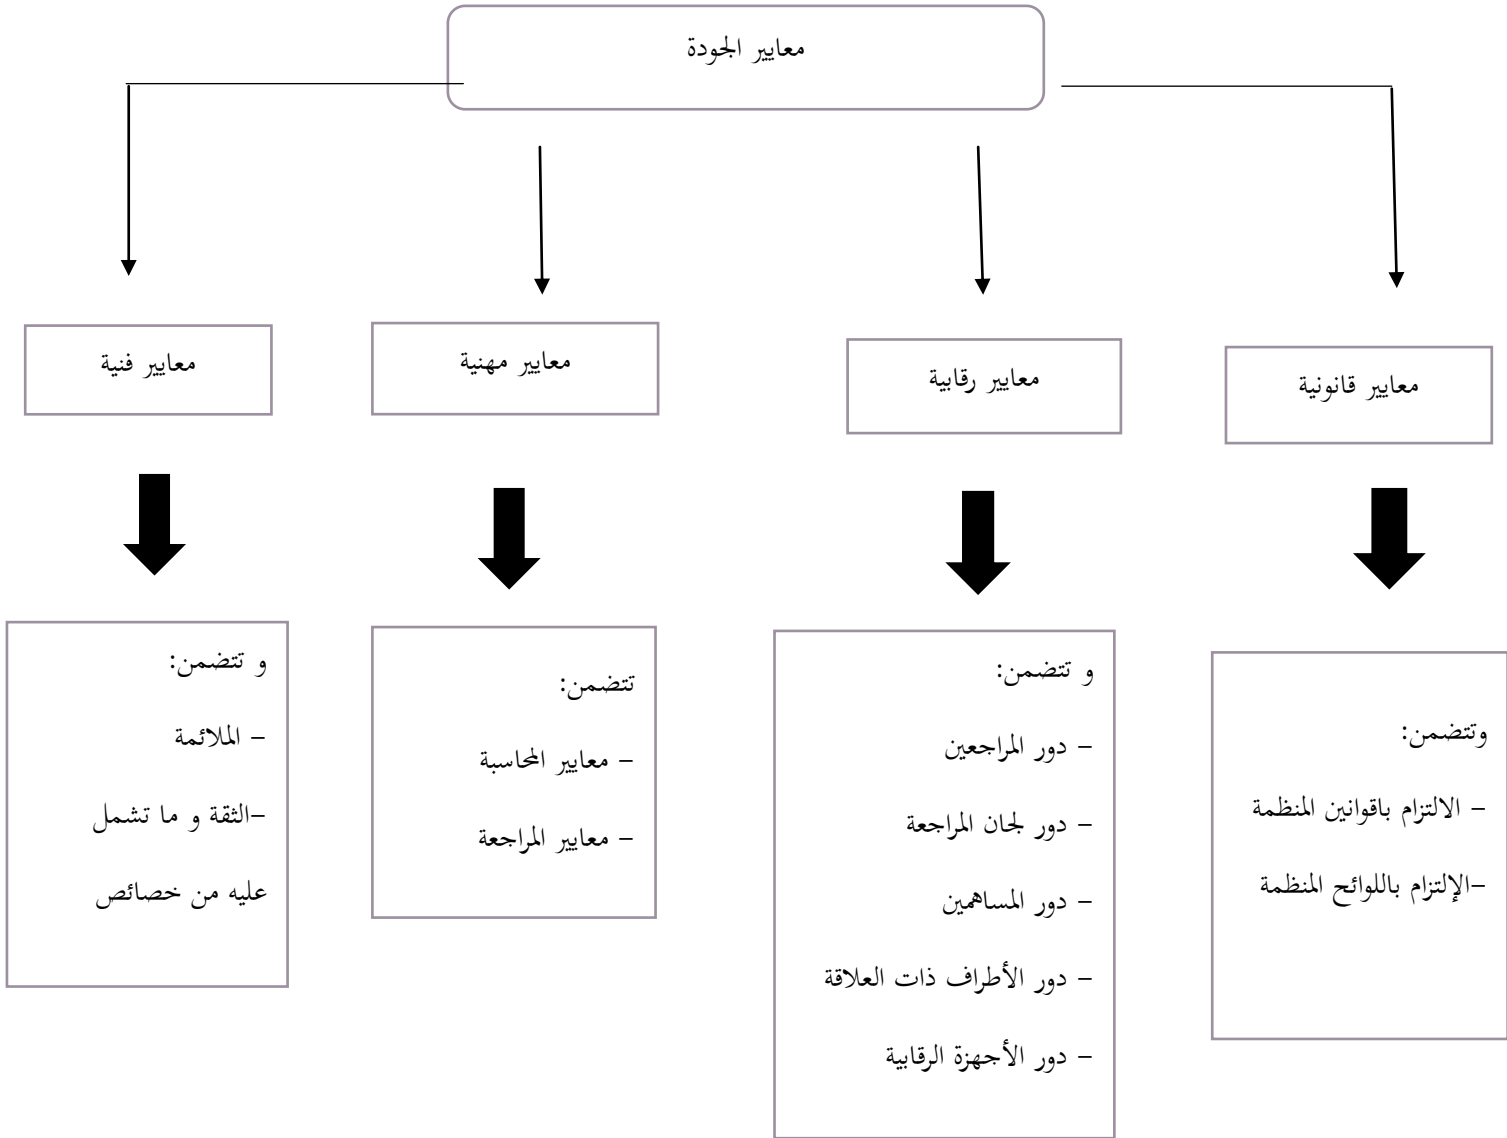 معايير الجودة
معايير قانونية
معايير رقابية
معايير مهنية
معايير فنية
وتتضمن:
- الالتزام باقوانين المنظمة
-الإلتزام باللوائح المنظمة
و تتضمن:
- دور المراجعين
- دور لجان المراجعة
- دور المساهمين
- دور الأطراف ذات العلاقة
- دور الأجهزة الرقابية
تتضمن:
- معايير المحاسبة
- معايير المراجعة
و تتضمن:
- الملائمة
-الثقة و ما تشمل
عليه من خصائص